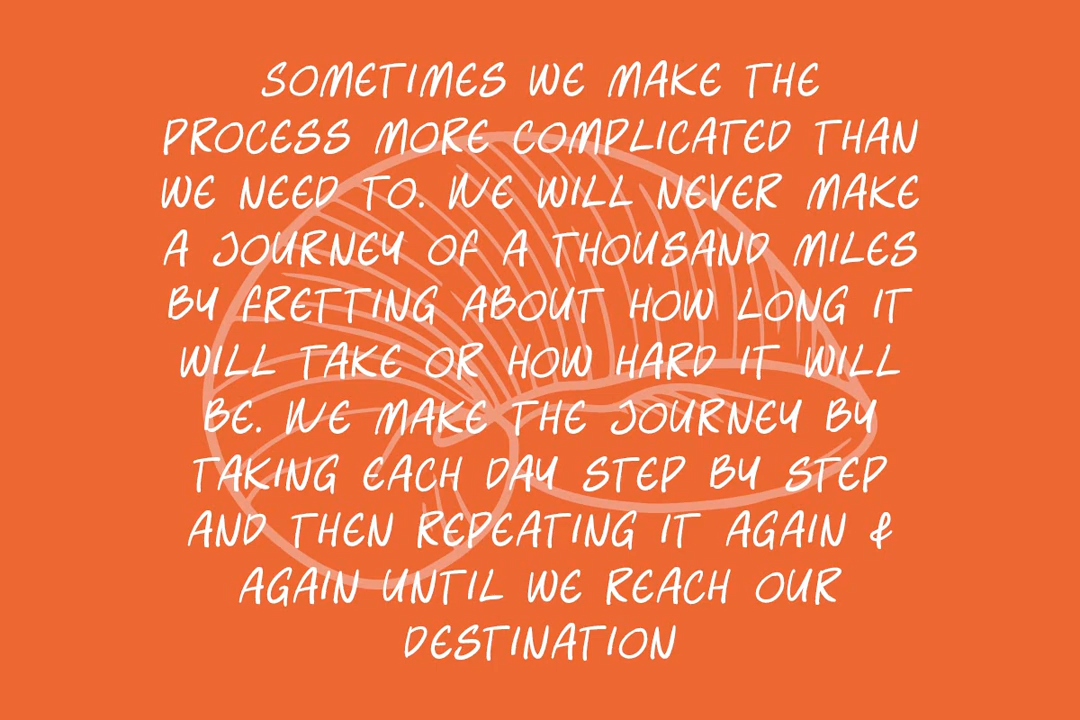 SOMETIMES WE MAKE THE
PROCESS MORE COMPLICATED THAN
WE NEED TO. WE WILL NEVER MAKE
A JOURNEY OF A THOUSAND MILES
BY FRETTING ABOUT HOW LONG IT
WILL TAKE OR HOW HARD IT WILL
BE. WE MAKE THE JOURNEY BY
TAKING EACH DAY STEP BY STEP
AND THEN REPEATING IT AGAIN &
AGAIN UNTIL WE REACH OUR
DESTINATION